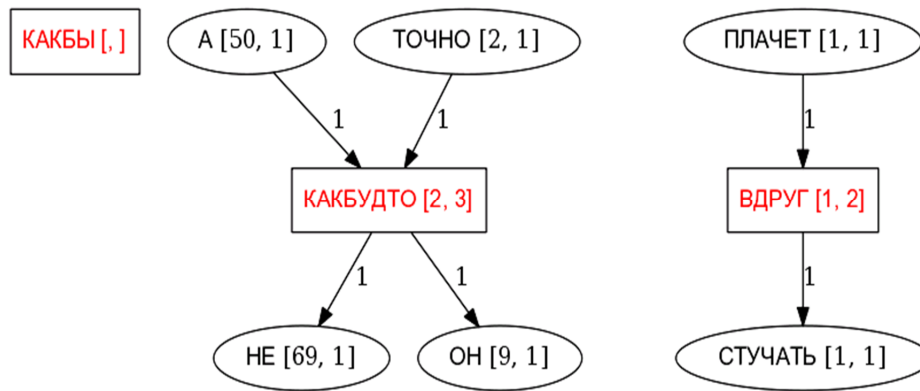 КАКБЫ [, ]
А [50, 1]
ТОЧНО [2, 1]
ПЛАЧЕТ [1, 1]
1
1
1
КАКБУДТО [2, 3]
ВДРУГ [1, 2]
1
1
1
НЕ [69, 1]
ОН [9, 1]
СТУЧАТЬ [1, 1]